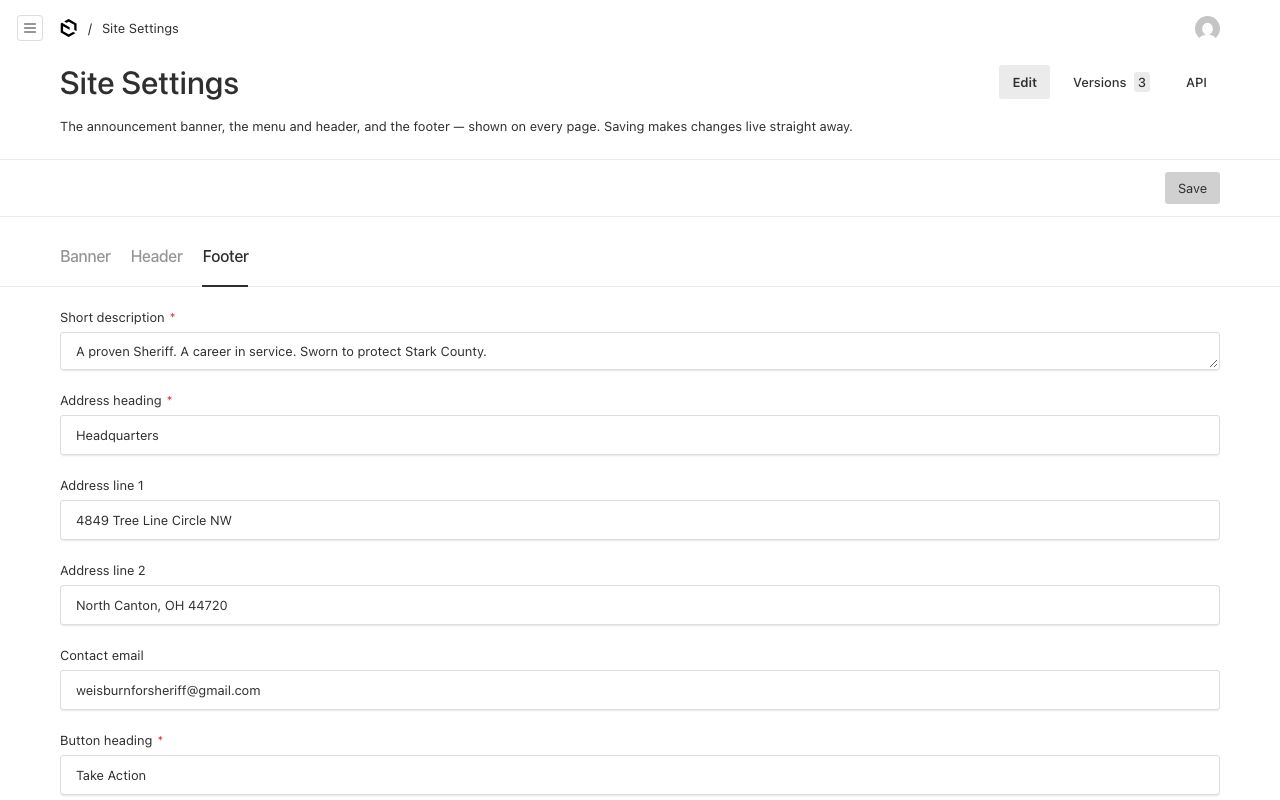 / Site Settings
Site Settings
Edit
Versions 3
API
The announcement banner, the menu and header, and the footer — shown on every page. Saving makes changes live straight away.
Save
Banner Header Footer
Short description *
A proven Sheriff. A career in service. Sworn to protect Stark County.
Address heading *
Headquarters
Address line 1
4849 Tree Line Circle NW
Address line 2
North Canton, OH 44720
Contact email
weisburnforsheriff@gmail.com
Button heading *
Take Action